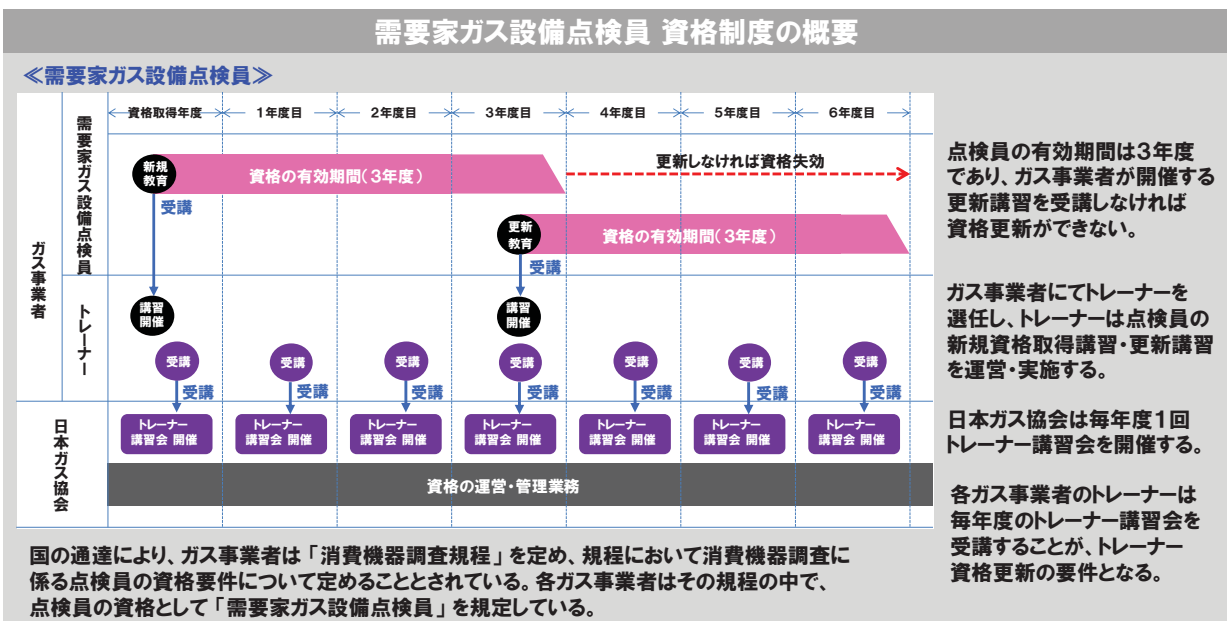 需要家ガス設備点検員 資格制度の概要
≪需要家ガス設備点検員≫
資格取得年度
1年度目
2年度目
3年度目
4年度目
5年度目
6年度目
ガス事業者
需要家ガス設備点検員
新規
教育
資格の有効期間(3年度)
更新しなければ資格失効
受講
更新
教育
資格の有効期間(3年度)
受講
トレーナー
講習
開催
講習
開催
受講
受講
受講
受講
受講
受講
受講
受講
受講
受講
受講
受講
受講
受講
日本ガス協会
トレーナー
講習会 開催
トレーナー
講習会 開催
トレーナー
講習会 開催
トレーナー
講習会 開催
トレーナー
講習会 開催
トレーナー
講習会 開催
トレーナー
講習会 開催
資格の運営・管理業務
点検員の有効期間は3年度
であり、ガス事業者が開催する
更新講習を受講しなければ
資格更新ができない。
ガス事業者にてトレーナーを
選任し、トレーナーは点検員の
新規資格取得講習・更新講習
を運営・実施する。
日本ガス協会は毎年度1回
トレーナー講習会を開催する。
各ガス事業者のトレーナーは
毎年度のトレーナー講習会を
受講することが、トレーナー
資格更新の要件となる。
国の通達により、ガス事業者は「消費機器調査規程」を定め、規程において消費機器調査に
係る点検員の資格要件について定めることとされている。各ガス事業者はその規程の中で、
点検員の資格として「需要家ガス設備点検員」を規定している。